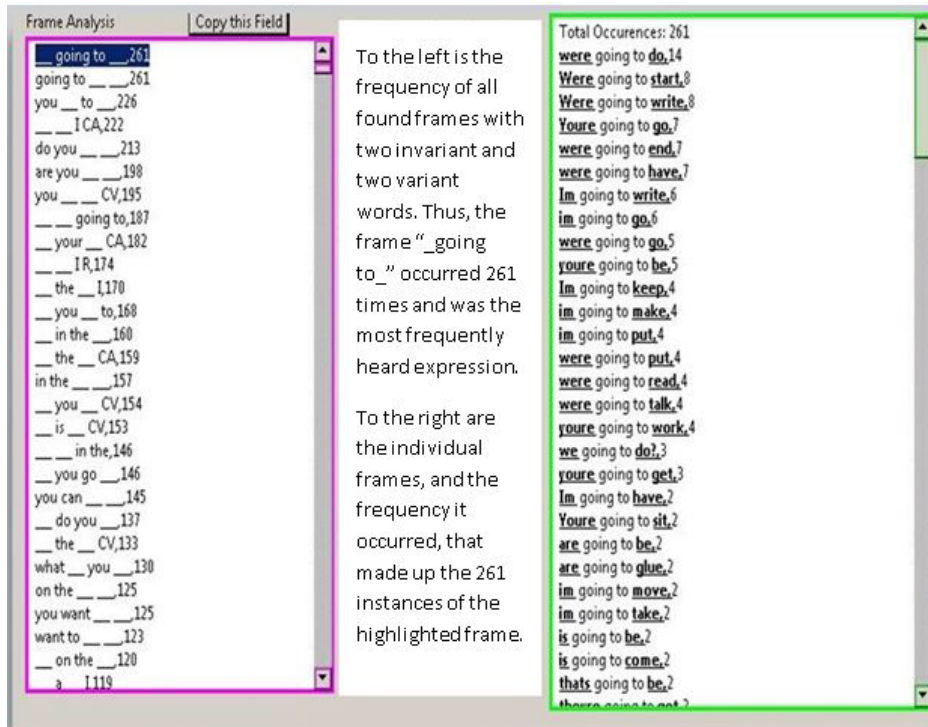 Frame Analysis
Copy this Field
__ going to __,261
going to __ __,261
you __ to __,226
__ __ I CA,222
do you __ __,213
are you __ __,198
you __ __ CV,195
__ __ going to,187
__ your __ CA,182
__ __ I R,174
__ the __ I,170
__ you __ to,168
__ in the __,160
__ the __ CA,159
in the __ __,157
__ you __ CV,154
__ is __ CV,153
__ __ in the,146
__ you go __,146
you can __ __,145
__ do you __,137
__ the __ CV,133
what __ you __,130
on the __ __,125
you want __ __,125
want to __ __,123
__ on the __,120
__ a __ I,119
To the left is the
frequency of all
found frames with
two invariant and
two variant
words. Thus, the
frame “_going
to_” occurred 261
times and was the
most frequently
heard expression.
To the right are
the individual
frames, and the
frequency it
occurred, that
made up the 261
instances of the
highlighted frame.
Total Occurences: 261
were going to do,14
Were going to start,8
Were going to write,8
Youre going to go,7
were going to end,7
were going to have,7
Im going to write,6
im going to go,6
were going to go,5
youre going to be,5
Im going to keep,4
im going to make,4
im going to put,4
were going to put,4
were going to read,4
were going to talk,4
youre going to work,4
we going to do?,3
youre going to get,3
Im going to have,2
Youre going to sit,2
are going to be,2
are going to glue,2
im going to move,2
im going to take,2
is going to be,2
is going to come,2
thats going to be,2
going to get,2